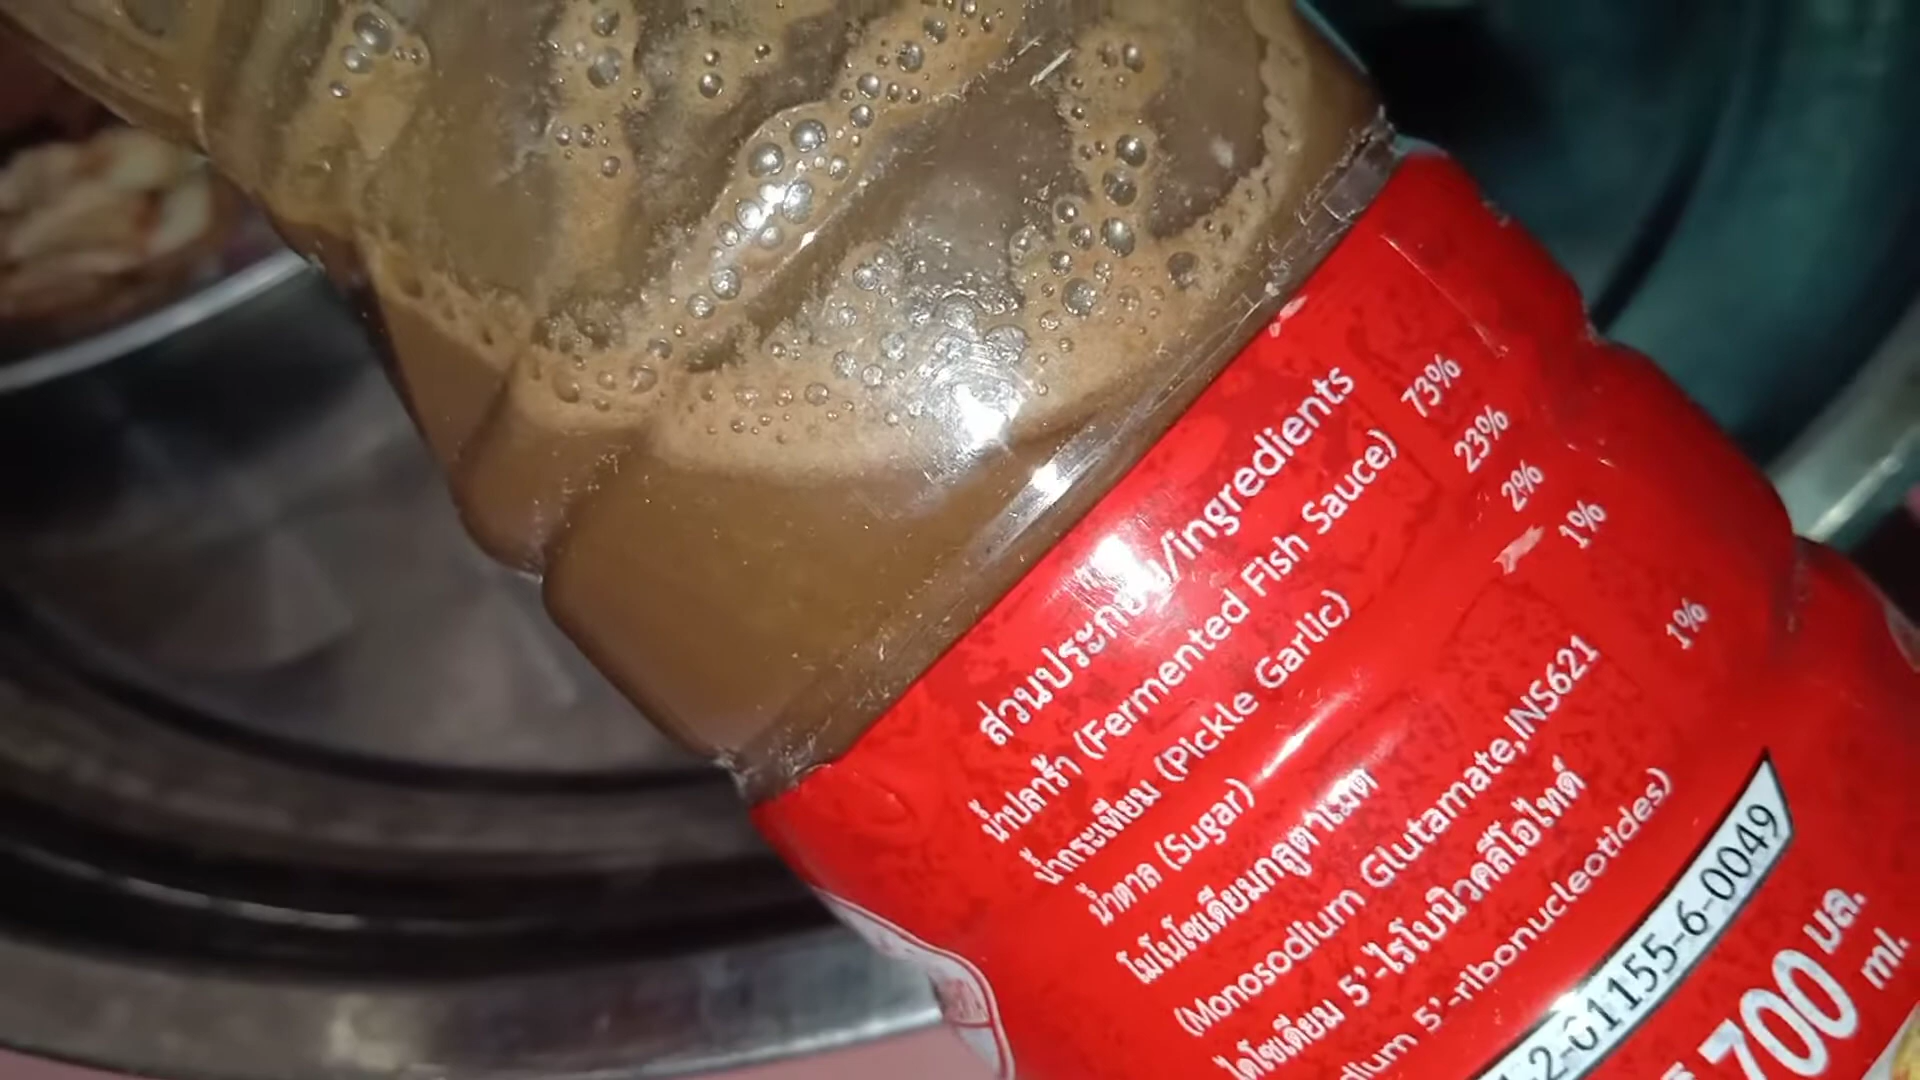 ส่วนประกอบ/ingredients
น้ำปลาร้า (Fermented Fish Sauce) 73%
น้ำกระเทียม (Pickle Garlic) 23%
น้ำตาล (Sugar) 2%
โมโนโซเดียมกลูตาเมต 1%
(Monosodium Glutamate,INS621
ไดโซเดียม 5'-ไรโบนิวคลีโอไทด์ 1%
5'-ribonucleotides)
2-01155-6-0049
700 มล.
ml.